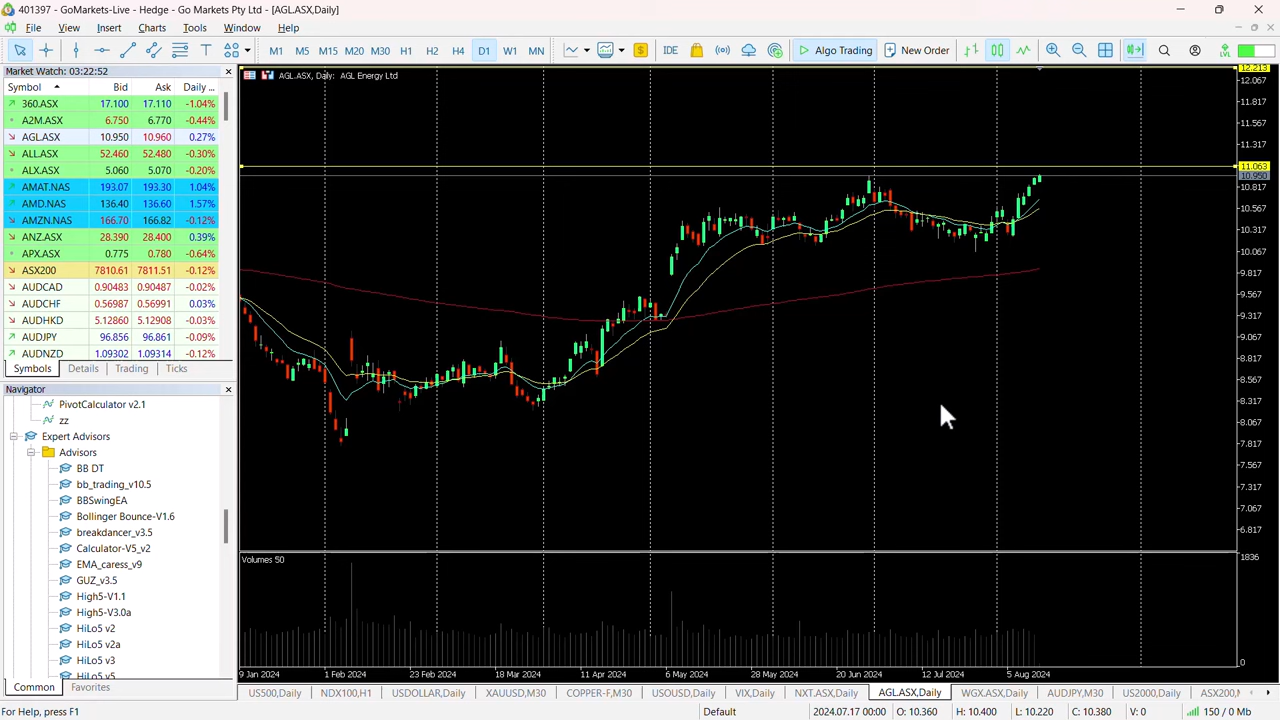 401397 - GoMarkets-Live - Hedge - Go Markets Pty Ltd - [AGL.ASX,Daily]
File View Insert Charts Tools Window Help
M1 M5 M15 M20 M30 H1 H2 H3 H4 D1 W1 MN IDE Algo Trading New Order
Market Watch: 03:22:52
Symbol Bid Ask Daily ...
360.ASX 17.100 17.110 -1.04%
A2M.ASX 6.750 6.770 -0.44%
AGL.ASX 10.950 10.960 0.27%
ALL.ASX 52.460 52.480 -0.30%
ALX.ASX 5.060 5.070 -0.20%
AMAT.NAS 193.07 193.30 1.04%
AMD.NAS 136.40 136.60 1.57%
AMZN.NAS 166.70 166.82 -0.12%
ANZ.ASX 28.390 28.400 0.39%
APX.ASX 0.775 0.780 -0.64%
ASX200 7810.61 7811.51 -0.12%
AUDCAD 0.90483 0.90487 -0.02%
AUDCHF 0.56987 0.56991 0.03%
AUDHKD 5.12860 5.12908 -0.03%
AUDJPY 96.856 96.861 -0.09%
AUDNZD 1.09302 1.09314 -0.12%
Symbols Details Trading Ticks
Navigator
PivotCalculator v2.1
zz
Expert Advisors
Advisors
BB DT
bb_trading_v10.5
BBSwingEA
Bollinger Bounce-V1.6
breakdancer_v3.5
Calculator-V5_v2
EMA_caress_v9
GUZ_v3.5
High5-V1.1
High5-V3.0a
HiLo5 v2
HiLo5 v2a
HiLo5 v3
HiLo5 v5
Common Favorites
AGL.ASX, Daily: AGL Energy Ltd
12.213
12.067
11.817
11.567
11.317
11.063
10.950
10.817
10.567
10.317
10.067
9.817
9.567
9.317
9.067
8.817
8.567
8.317
8.067
7.817
7.567
7.317
7.067
6.817
Volumes 50
1836
0
9 Jan 2024 1 Feb 2024 23 Feb 2024 18 Mar 2024 11 Apr 2024 6 May 2024 28 May 2024 20 Jun 2024 12 Jul 2024 5 Aug 2024
US500,Daily NDX100,H1 USDOLLAR,Daily XAUUSD,M30 COPPER-F,M30 USOUSD,Daily VIX,Daily NXT.ASX,Daily AGL.ASX,Daily WGX.ASX,Daily AUDJPY,M30 US2000,Daily ASX200,M
For Help, press F1 Default 2024.07.17 00:00 O: 10.360 H: 10.400 L: 10.220 C: 10.380 V: 0 150 / 0 Mb